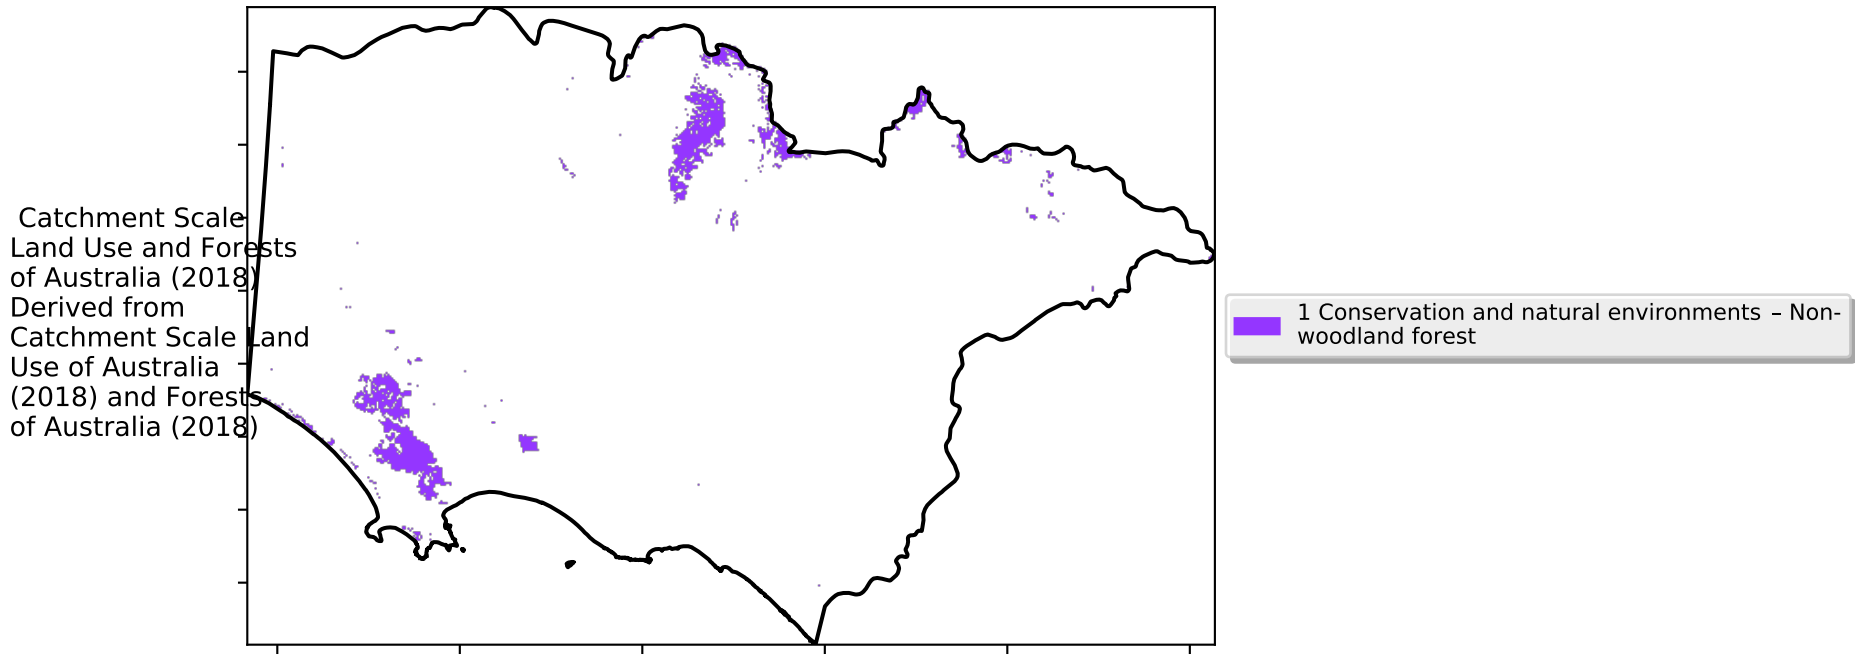 Catchment Scale
Land Use and Forests
of Australia (2018)
Derived from
Catchment Scale Land
Use of Australia
(2018) and Forests
of Australia (2018)
1 Conservation and natural environments – Non-
woodland forest